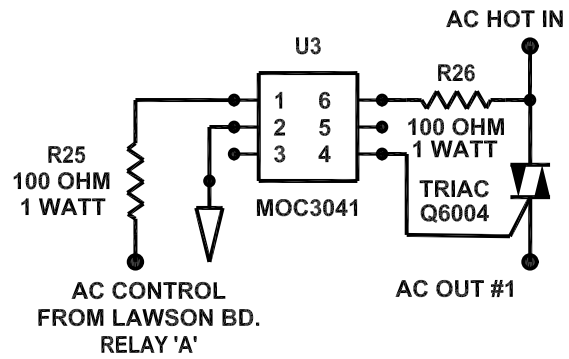 AC HOT IN
U3
R26
1 6
2 5
3 4
100 OHM
1 WATT
R25
100 OHM
1 WATT
MOC3041
TRIAC
Q6004
AC CONTROL
FROM LAWSON BD.
RELAY 'A'
AC OUT #1